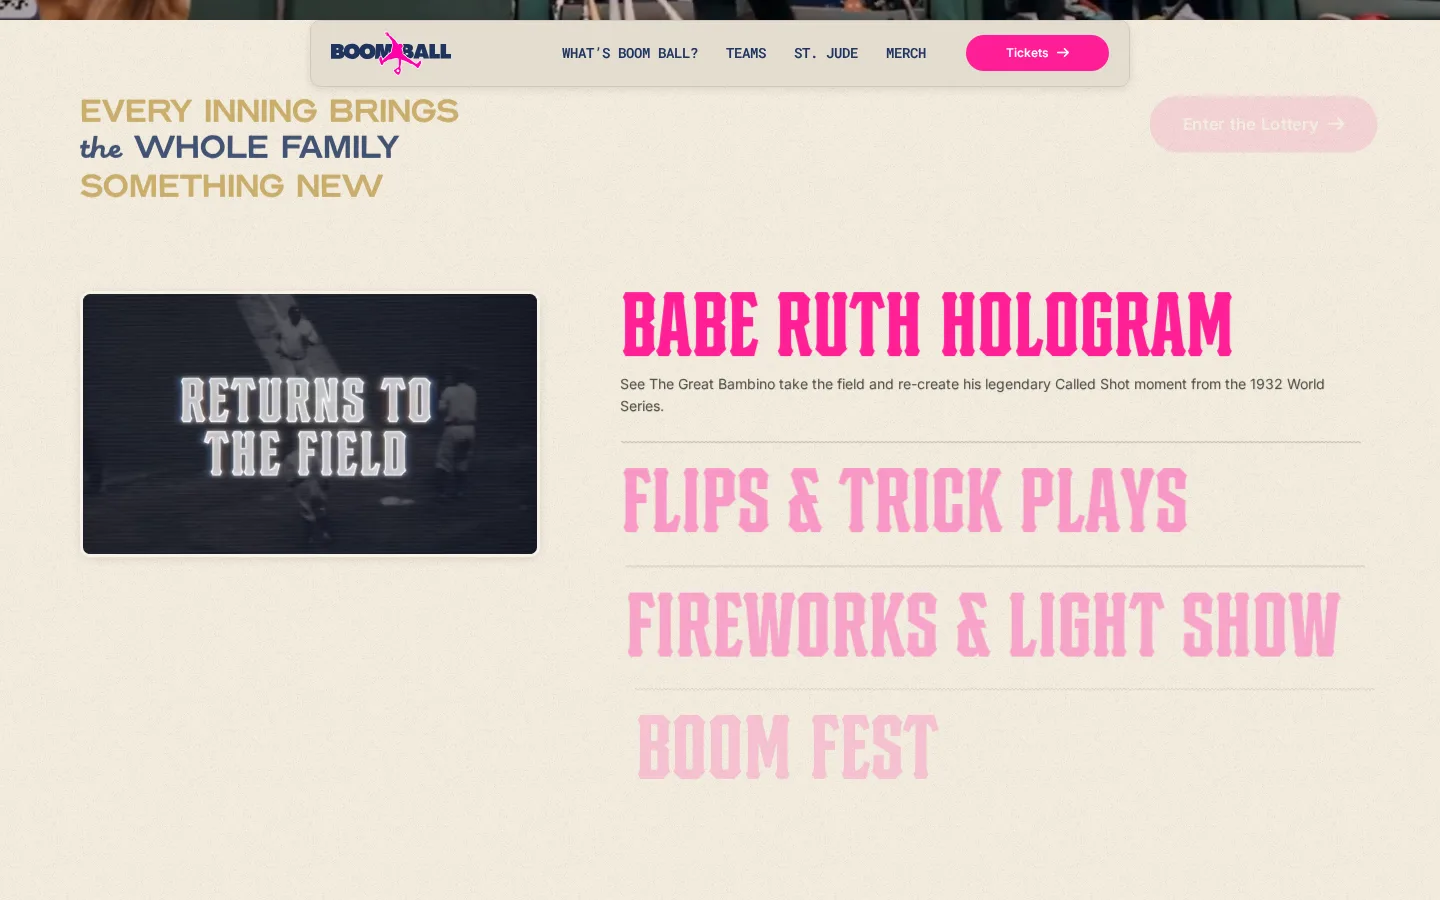 BOOM BALL
WHAT'S BOOM BALL?
TEAMS
ST. JUDE
MERCH
Tickets →
EVERY INNING BRINGS
the WHOLE FAMILY
SOMETHING NEW
Enter the Lottery →
RETURNS TO
THE FIELD
BABE RUTH HOLOGRAM
See The Great Bambino take the field and re-create his legendary Called Shot moment from the 1932 World
Series.
FLIPS & TRICK PLAYS
FIREWORKS & LIGHT SHOW
BOOM FEST